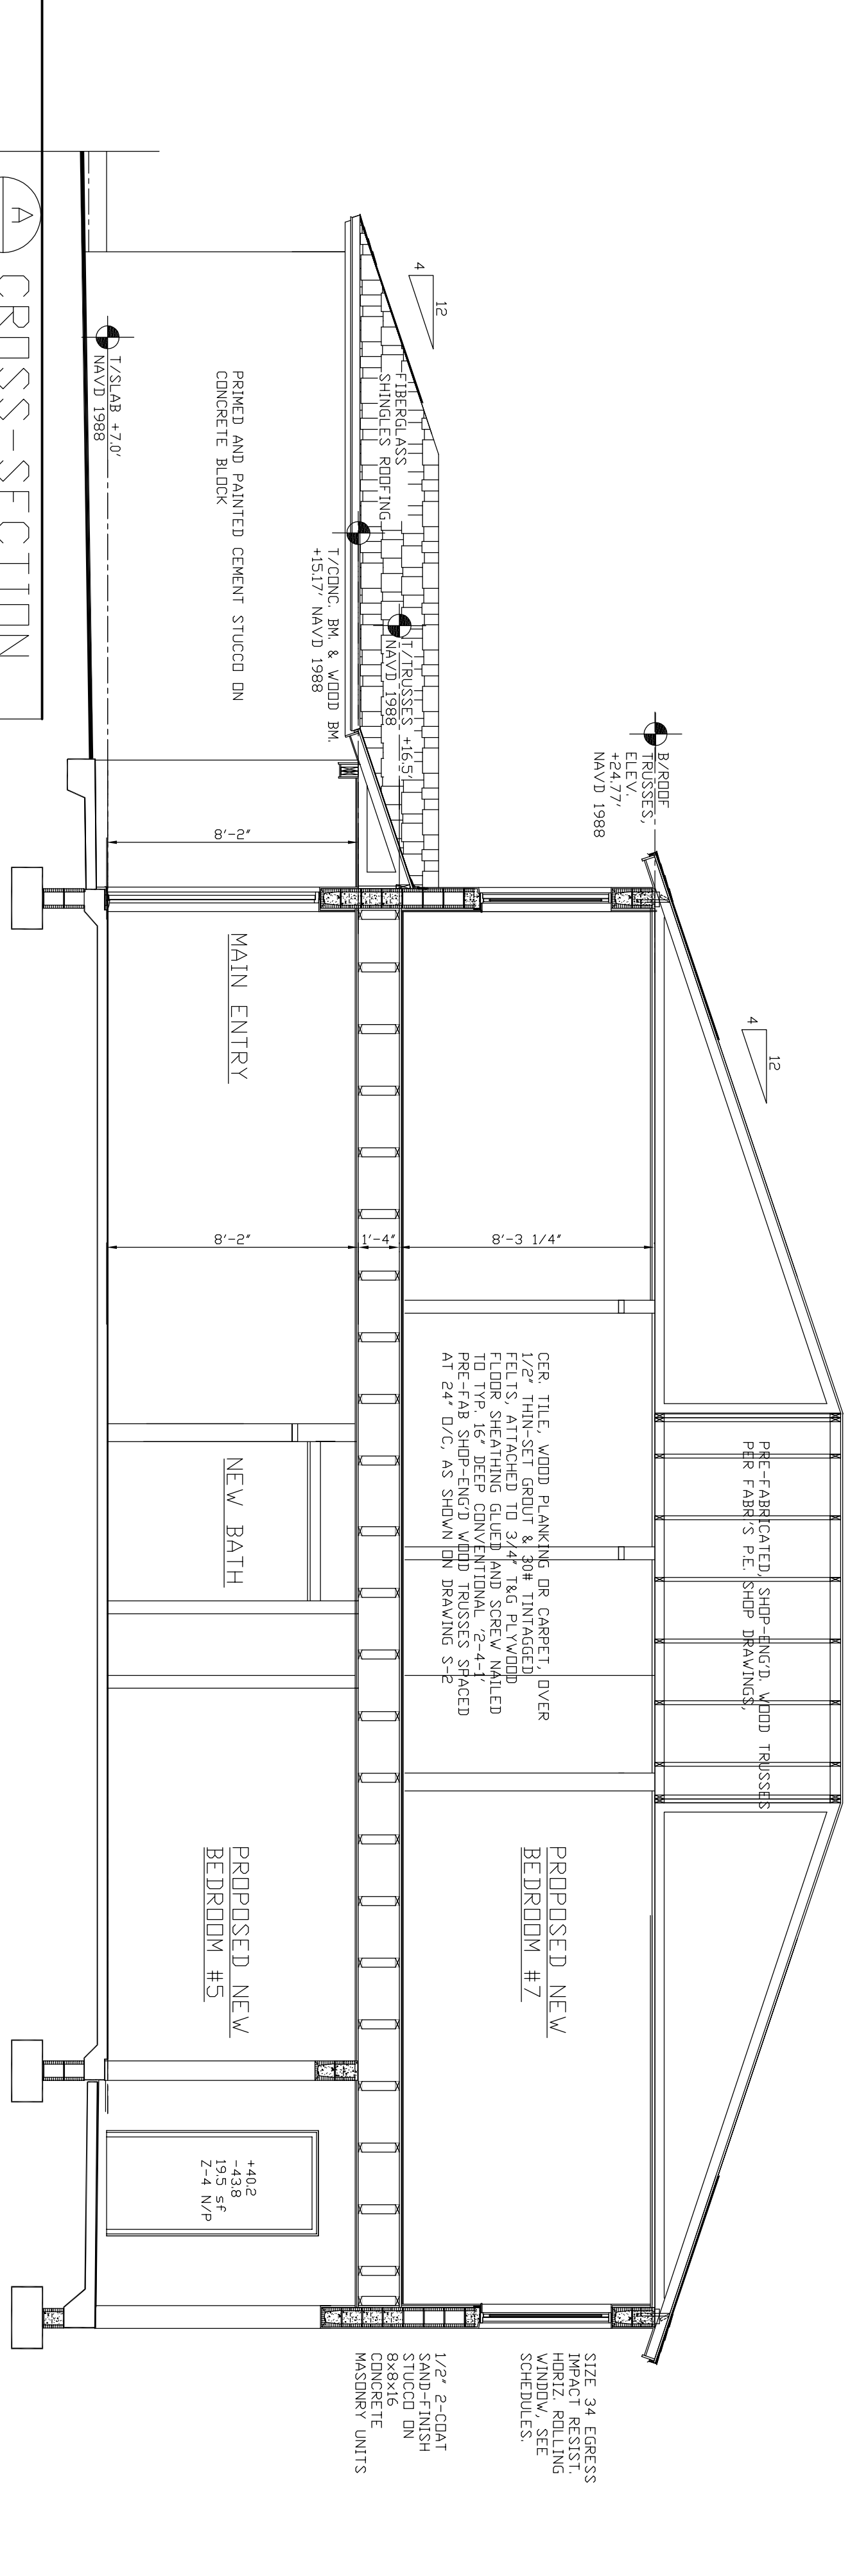 B/ROOF
TRUSSES,
ELEV.
+24.77'
NAVD 1988
4
12
PRE-FABRICATED, SHOP-ENG'D. WOOD TRUSSES
PER FABR.'S P.E. SHOP DRAWINGS,
4
12
FIBERGLASS
SHINGLES ROOFING
T/TRUSSES +16.5'
NAVD 1988
T/CONC. BM. & WOOD BM.
+15.17' NAVD 1988
PRIMED AND PAINTED CEMENT STUCCO ON
CONCRETE BLOCK
T/SLAB +7.0'
NAVD 1988
8'-2"
8'-3 1/4"
1'-4"
8'-2"
CER. TILE, WOOD PLANKING OR CARPET, OVER
1/2" THIN-SET GROUT & 30# TINTAGGED
FELTS, ATTACHED TO 3/4" T&G PLYWOOD
FLOOR SHEATHING GLUED AND SCREW NAILED
TO TYP. 16" DEEP CONVENTIONAL '2-4-1'
PRE-FAB SHOP-ENG'D WOOD TRUSSES SPACED
AT 24" O/C, AS SHOWN ON DRAWING S-2
PROPOSED NEW
BEDROOM #7
SIZE 34 EGRESS
IMPACT RESIST.
HORIZ. ROLLING
WINDOW, SEE
SCHEDULES.
1/2" 2-COAT
SAND-FINISH
STUCCO ON
8x8x16
CONCRETE
MASONRY UNITS
MAIN ENTRY
NEW BATH
PROPOSED NEW
BEDROOM #5
+40.2
-43.8
19.5 sf
Z-4 N/P
A
CROSS-SECTION